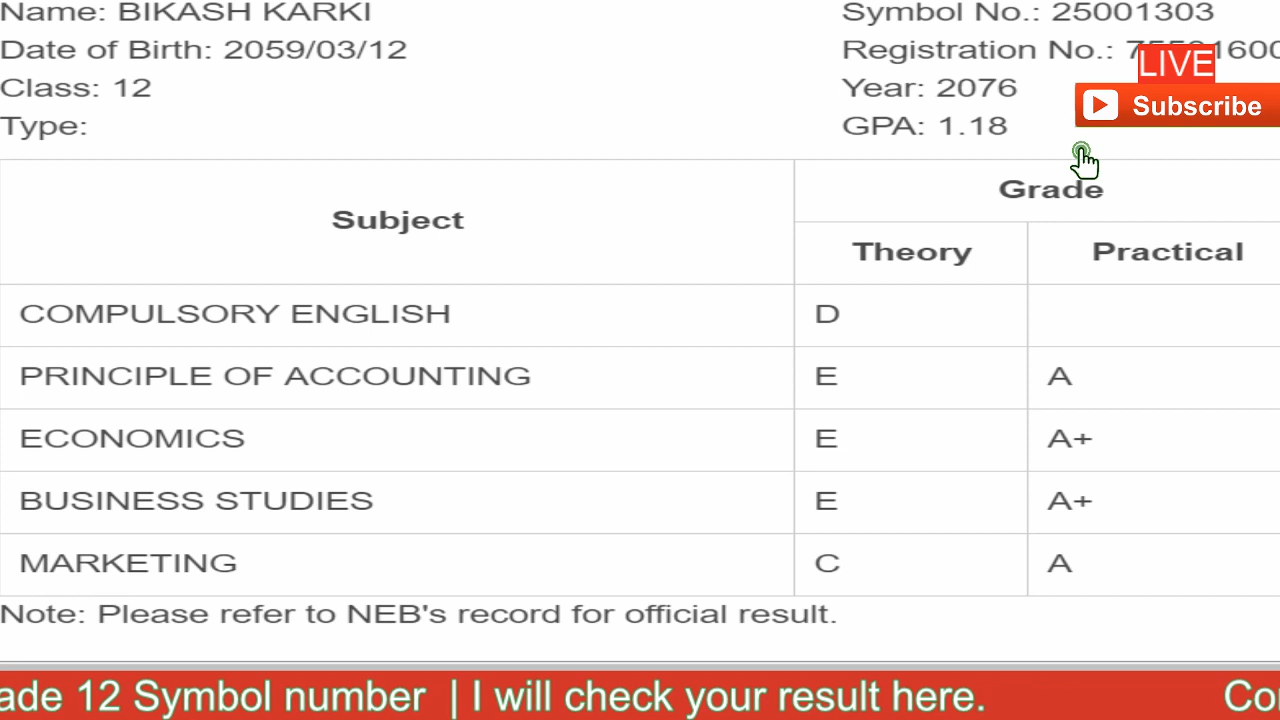 Name: BIKASH KARKI
Symbol No.: 25001303
Date of Birth: 2059/03/12
Registration No.:
LIVE
Class: 12
Year: 2076
Subscribe
Type:
GPA: 1.18
Subject
Grade
Theory
Practical
COMPULSORY ENGLISH D
PRINCIPLE OF ACCOUNTING E A
ECONOMICS E A+
BUSINESS STUDIES E A+
MARKETING C A
Note: Please refer to NEB's record for official result.
12 Symbol number | I will check your result here.